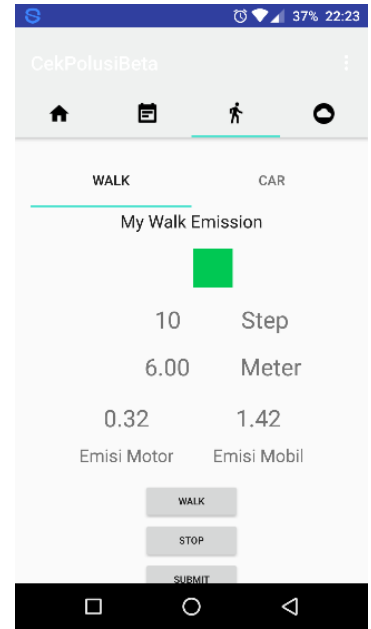 37% 22:23
CekPolusiBeta
WALK CAR
My Walk Emission
10 Step
6.00 Meter
0.32 1.42
Emisi Motor Emisi Mobil
WALK
STOP
SUBMIT